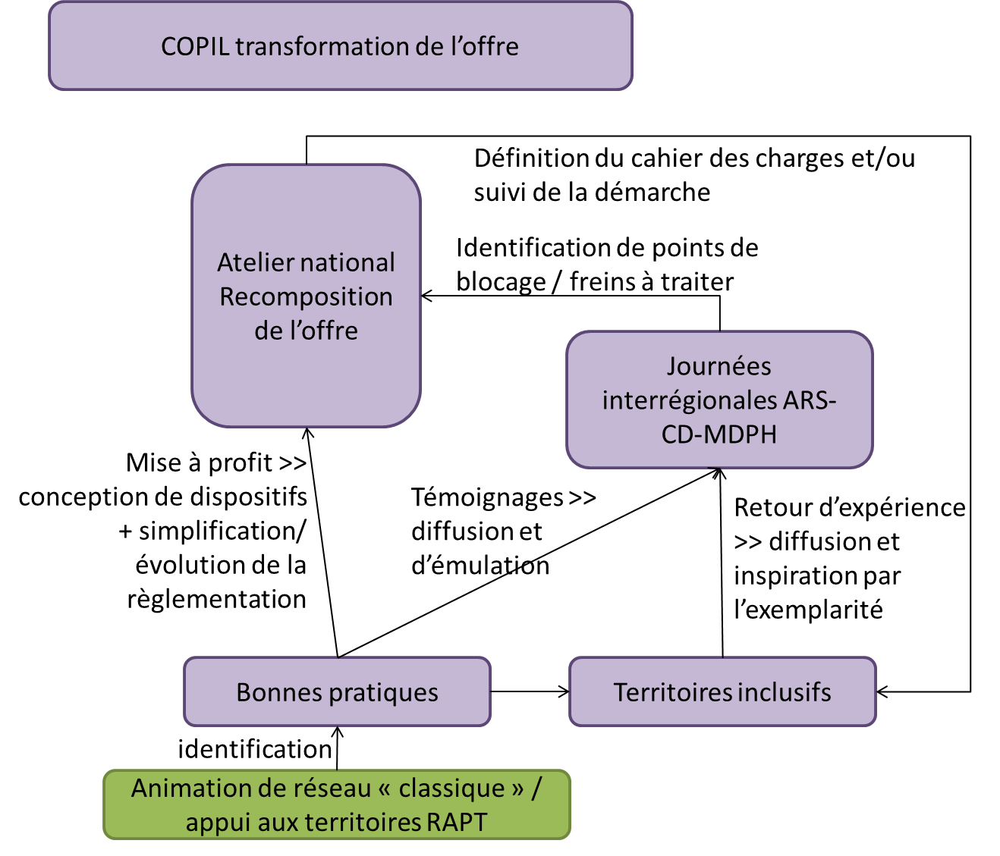 COPIL transformation de l’offre
Définition du cahier des charges et/ou
suivi de la démarche
Identification de points de
blocage / freins à traiter
Atelier national
Recomposition
de l’offre
Journées
interrégionales ARS-
CD-MDPH
Mise à profit >>
conception de dispositifs
+ simplification/
évolution de la
règlementation
Témoignages >>
diffusion et
d’émulation
Retour d’expérience
>> diffusion et
inspiration par
l’exemplarité
Bonnes pratiques
Territoires inclusifs
identification
Animation de réseau « classique » /
appui aux territoires RAPT